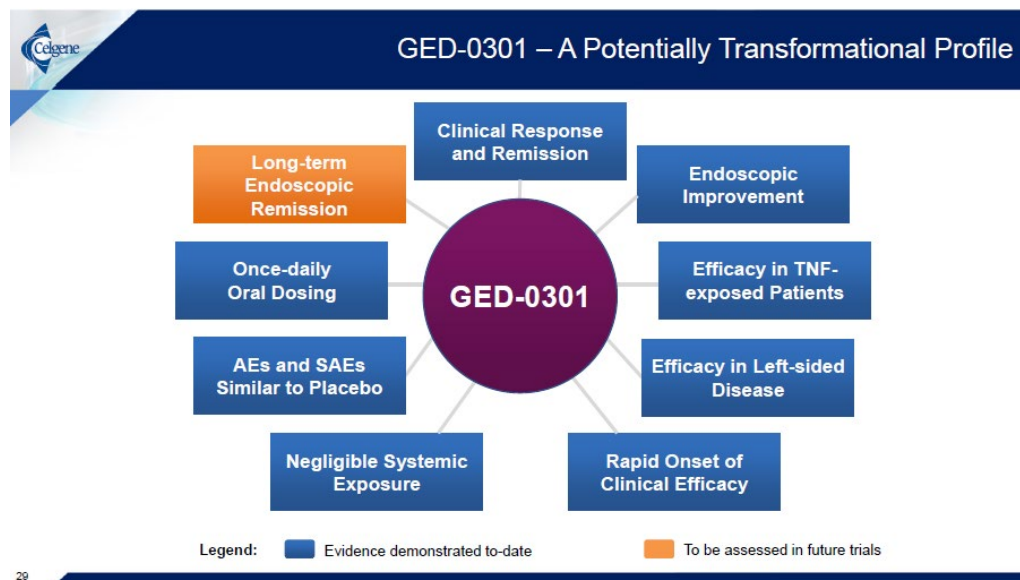 Celgene
GED-0301 – A Potentially Transformational Profile
Clinical Response
and Remission
Long-term
Endoscopic
Remission
Endoscopic
Improvement
Once-daily
Oral Dosing
GED-0301
Efficacy in TNF-
exposed Patients
AEs and SAEs
Similar to Placebo
Efficacy in Left-sided
Disease
Negligible Systemic
Exposure
Rapid Onset of
Clinical Efficacy
Legend:
Evidence demonstrated to-date
To be assessed in future trials
29